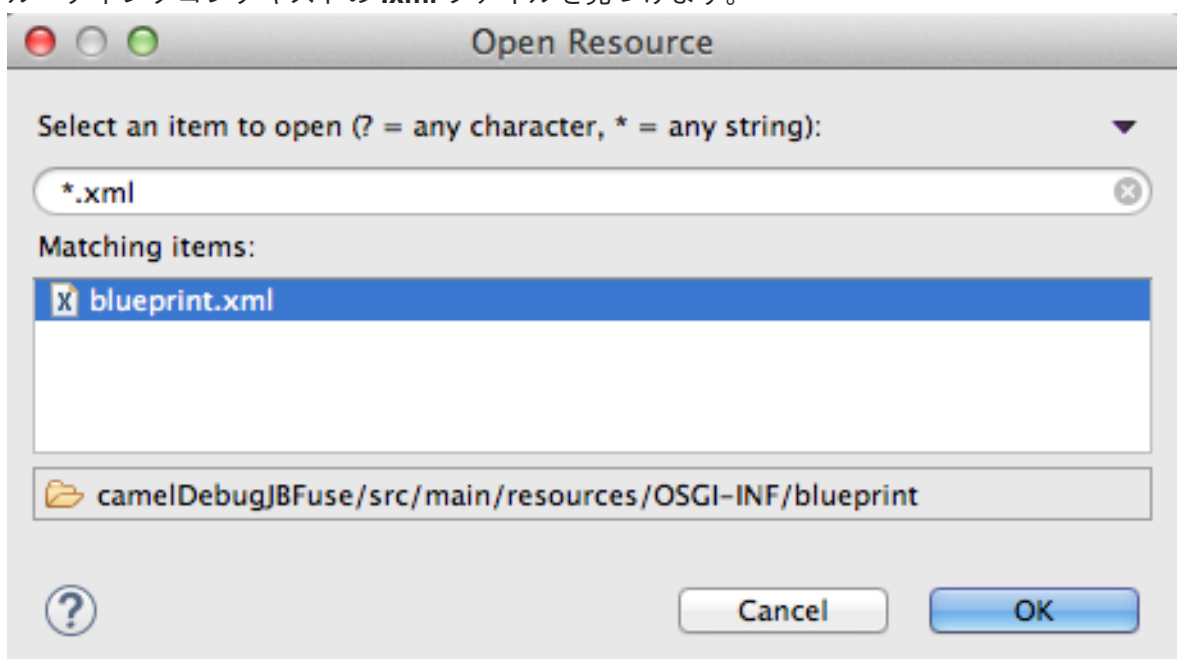 Open Resource
Select an item to open (? = any character, * = any string):
*.xml
Matching items:
blueprint.xml
camelDebugJBFuse/src/main/resources/OSGI-INF/blueprint
?
Cancel
OK